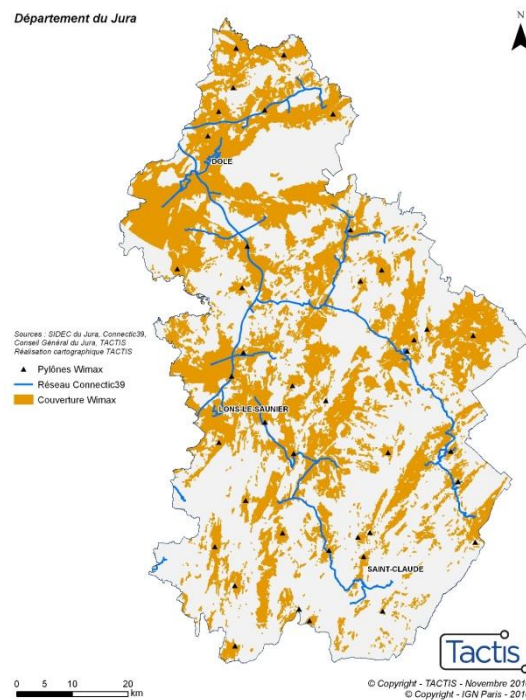 Département du Jura
N
DOLE
Sources : SIDEC du Jura, Connectic39,
Conseil Général du Jura, TACTIS
Réalisation cartographique TACTIS
Pylônes Wimax
Réseau Connectic39
Couverture Wimax
LONS-LE-SAUNIER
SAINT-CLAUDE
Tactis
0 5 10 20
km
© Copyright - TACTIS - Novembre
© Copyright - IGN Paris -